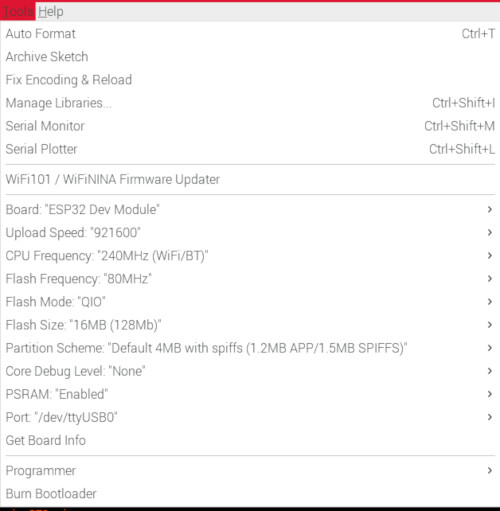 Tools Help
Auto Format Ctrl+T
Archive Sketch
Fix Encoding & Reload
Manage Libraries... Ctrl+Shift+I
Serial Monitor Ctrl+Shift+M
Serial Plotter Ctrl+Shift+L
WiFi101 / WiFiNINA Firmware Updater
Board: "ESP32 Dev Module"
Upload Speed: "921600"
CPU Frequency: "240MHz (WiFi/BT)"
Flash Frequency: "80MHz"
Flash Mode: "QIO"
Flash Size: "16MB (128Mb)"
Partition Scheme: "Default 4MB with spiffs (1.2MB APP/1.5MB SPIFFS)"
Core Debug Level: "None"
PSRAM: "Enabled"
Port: "/dev/ttyUSB0"
Get Board Info
Programmer
Burn Bootloader